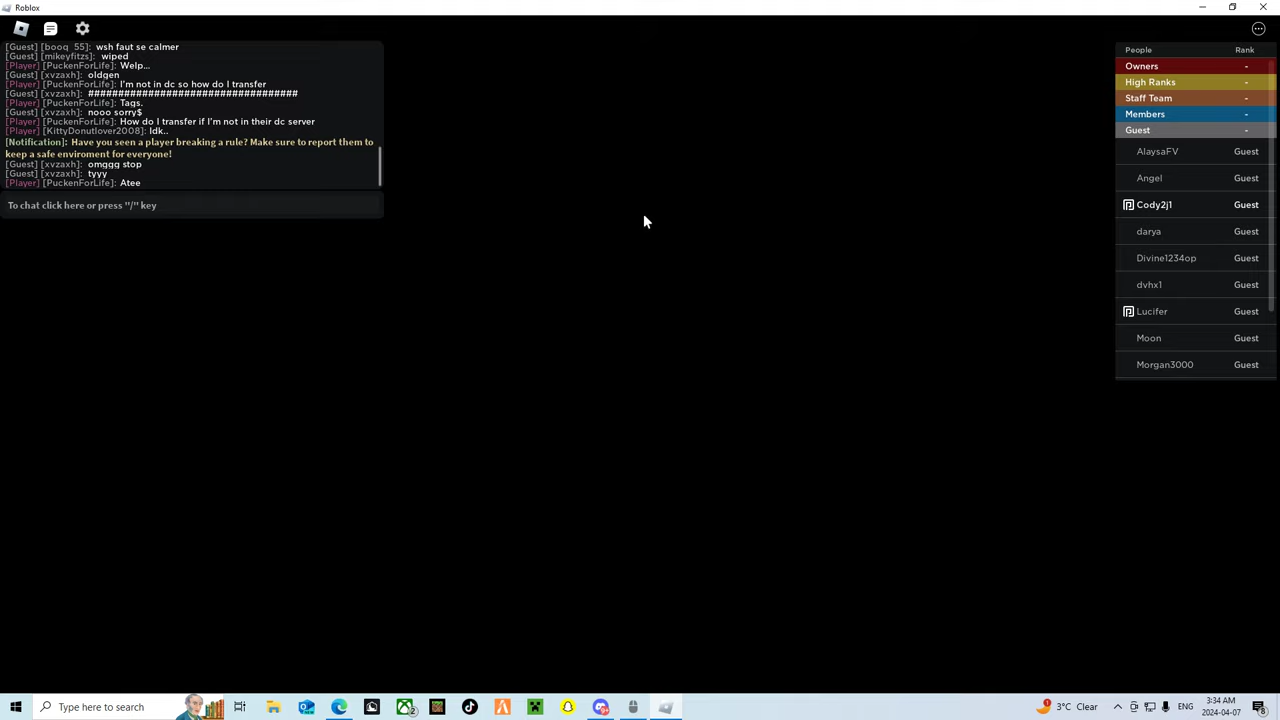 Roblox
[Guest] [booq_55]: wsh faut se calmer
[Guest] [mikeyfitzs]: wiped
[Player] [PuckenForLife]: Welp...
[Guest] [xvzaxh]: oldgen
[Player] [PuckenForLife]: I'm not in dc so how do I transfer
[Guest] [xvzaxh]: ###################################
[Player] [PuckenForLife]: Tags.
[Guest] [xvzaxh]: nooo sorry$
[Player] [PuckenForLife]: How do I transfer if I'm not in their dc server
[Player] [KittyDonutlover2008]: Idk..
[Notification]: Have you seen a player breaking a rule? Make sure to report them to
keep a safe enviroment for everyone!
[Guest] [xvzaxh]: omggg stop
[Guest] [xvzaxh]: tyyy
[Player] [PuckenForLife]: Atee
To chat click here or press "/" key
People Rank
Owners -
High Ranks -
Staff Team -
Members -
Guest -
AlaysaFV Guest
Angel Guest
Cody2j1 Guest
darya Guest
Divine1234op Guest
dvhx1 Guest
Lucifer Guest
Moon Guest
Morgan3000 Guest
Type here to search
2
3°C Clear
ENG
3:34 AM
2024-04-07
8